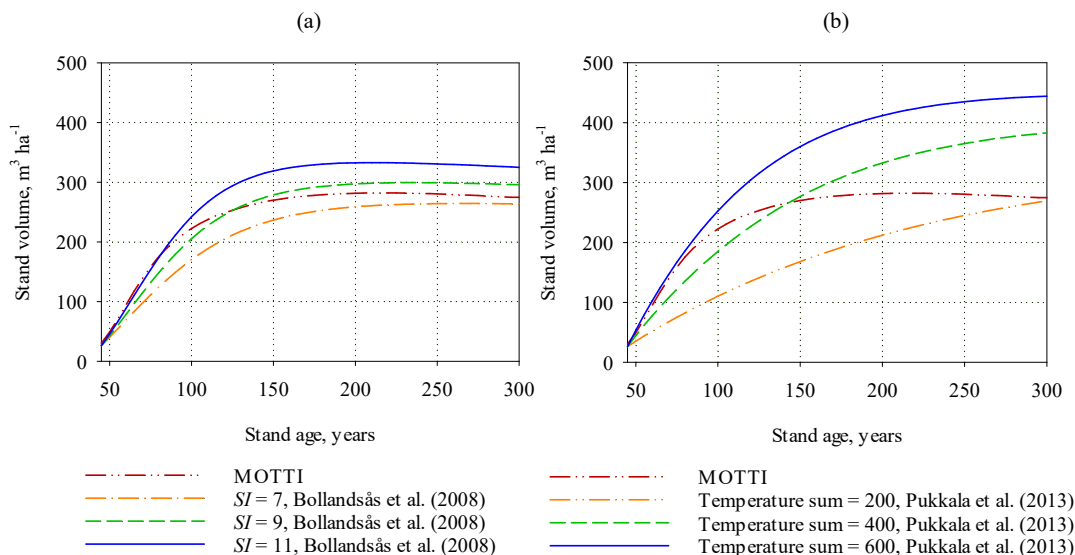 (a)
500
400
300
200
100
0
Stand volume, m³ ha⁻¹
50 100 150 200 250 300
Stand age, years
MOTTI
SI = 7, Bollandsås et al. (2008)
SI = 9, Bollandsås et al. (2008)
SI = 11, Bollandsås et al. (2008)
(b)
500
400
300
200
100
0
Stand volume, m³ ha⁻¹
50 100 150 200 250 300
Stand age, years
MOTTI
Temperature sum = 200, Pukkala et al. (2013)
Temperature sum = 400, Pukkala et al. (2013)
Temperature sum = 600, Pukkala et al. (2013)